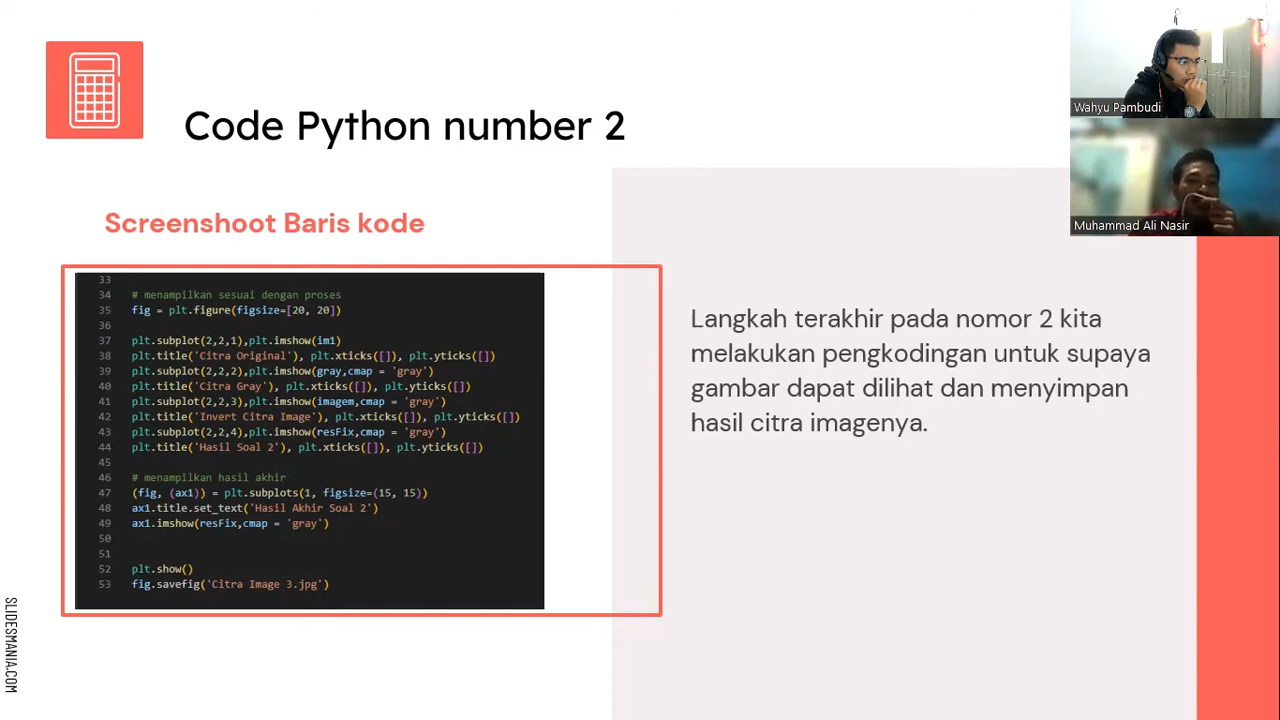 Code Python number 2
Wahyu Pambudi
Muhammad Ali Nasir
Screenshoot Baris kode
33
34 # menampilkan sesuai dengan proses
35 fig = plt.figure(figsize=[20, 20])
36
37 plt.subplot(2,2,1),plt.imshow(im1)
38 plt.title('Citra Original'), plt.xticks([]), plt.yticks([])
39 plt.subplot(2,2,2),plt.imshow(gray,cmap = 'gray')
40 plt.title('Citra Gray'), plt.xticks([]), plt.yticks([])
41 plt.subplot(2,2,3),plt.imshow(imagem,cmap = 'gray')
42 plt.title('Invert Citra Image'), plt.xticks([]), plt.yticks([])
43 plt.subplot(2,2,4),plt.imshow(resFix,cmap = 'gray')
44 plt.title('Hasil Soal 2'), plt.xticks([]), plt.yticks([])
45
46 # menampilkan hasil akhir
47 (fig, (ax1)) = plt.subplots(1, figsize=(15, 15))
48 ax1.title.set_text('Hasil Akhir Soal 2')
49 ax1.imshow(resFix,cmap = 'gray')
50
51
52 plt.show()
53 fig.savefig('Citra Image 3.jpg')
Langkah terakhir pada nomor 2 kita
melakukan pengkodingan untuk supaya
gambar dapat dilihat dan menyimpan
hasil citra imagenya.
SLIDESMANIA.COM